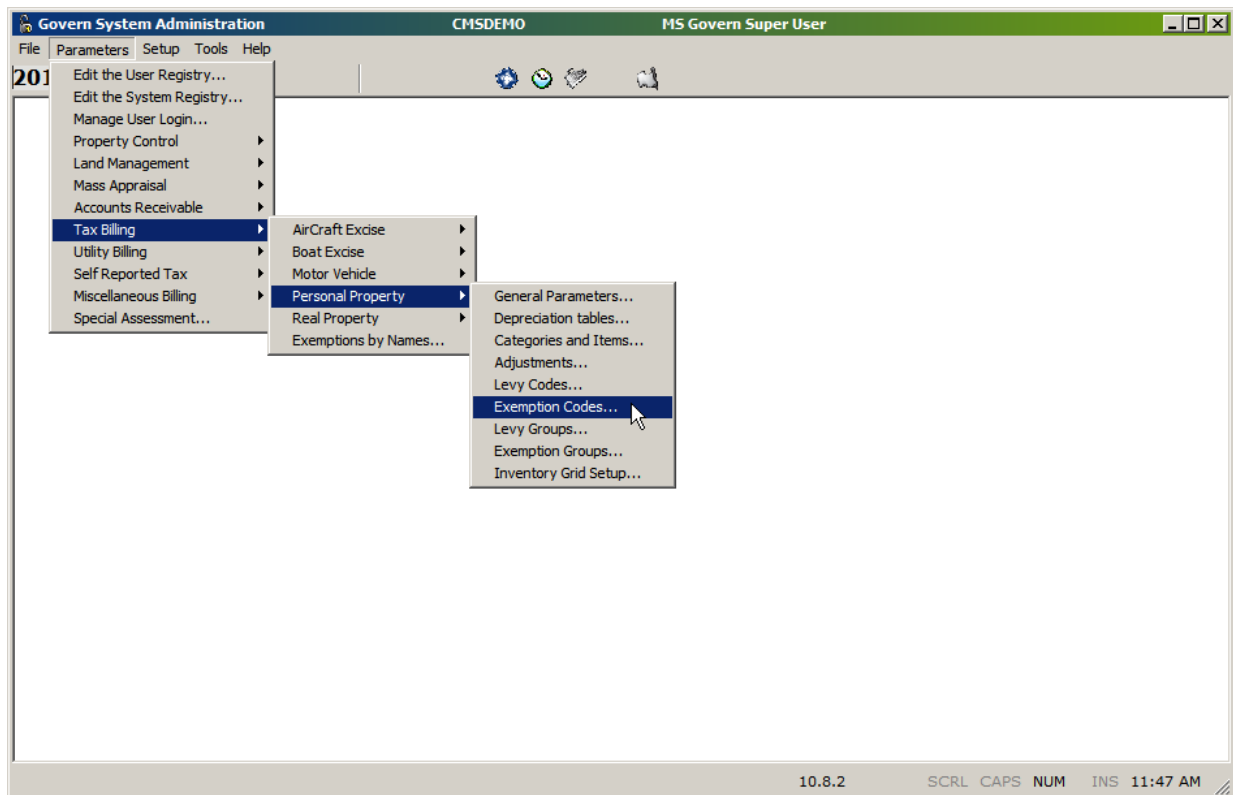 Govern System Administration CMSDEMO MS Govern Super User
File Parameters Setup Tools Help
201
Edit the User Registry...
Edit the System Registry...
Manage User Login...
Property Control
Land Management
Mass Appraisal
Accounts Receivable
Tax Billing
Utility Billing
Self Reported Tax
Miscellaneous Billing
Special Assessment...
AirCraft Excise
Boat Excise
Motor Vehicle
Personal Property
Real Property
Exemptions by Names...
General Parameters...
Depreciation tables...
Categories and Items...
Adjustments...
Levy Codes...
Exemption Codes...
Levy Groups...
Exemption Groups...
Inventory Grid Setup...
10.8.2 SCRL CAPS NUM INS 11:47 AM